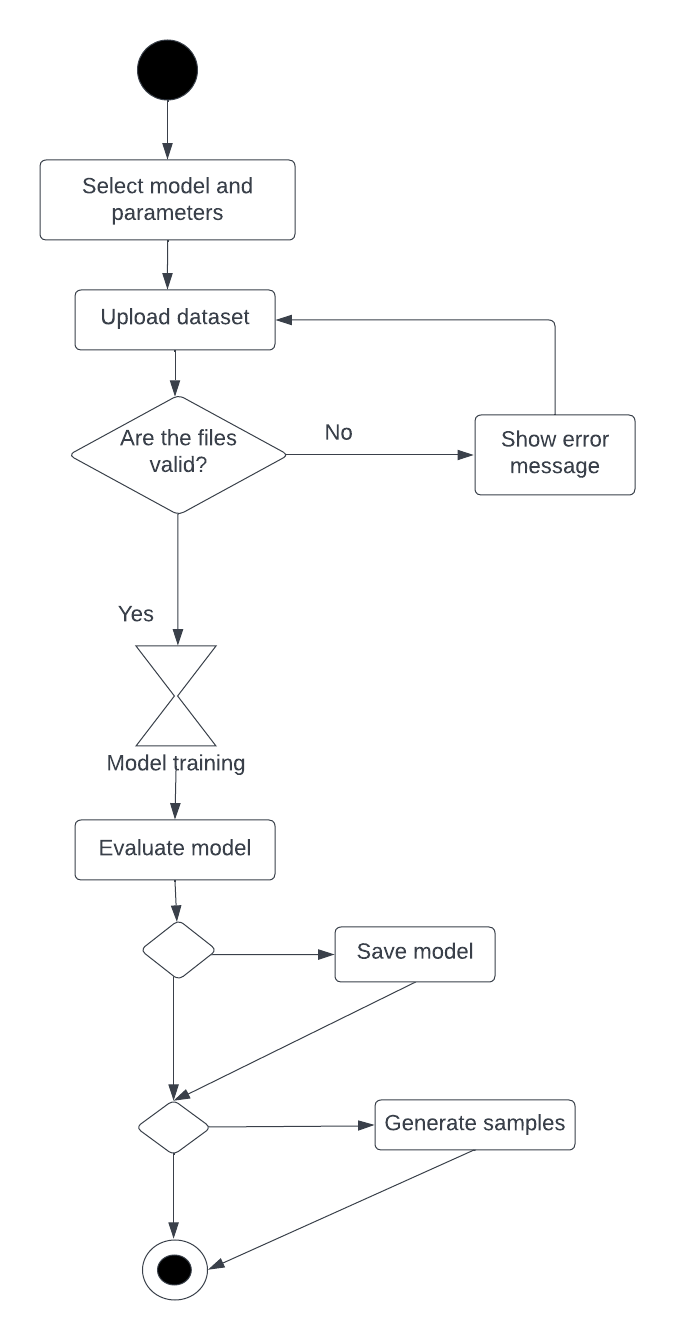 Select model and
parameters
Upload dataset
Are the files
valid?
No
Show error
message
Yes
Model training
Evaluate model
Save model
Generate samples